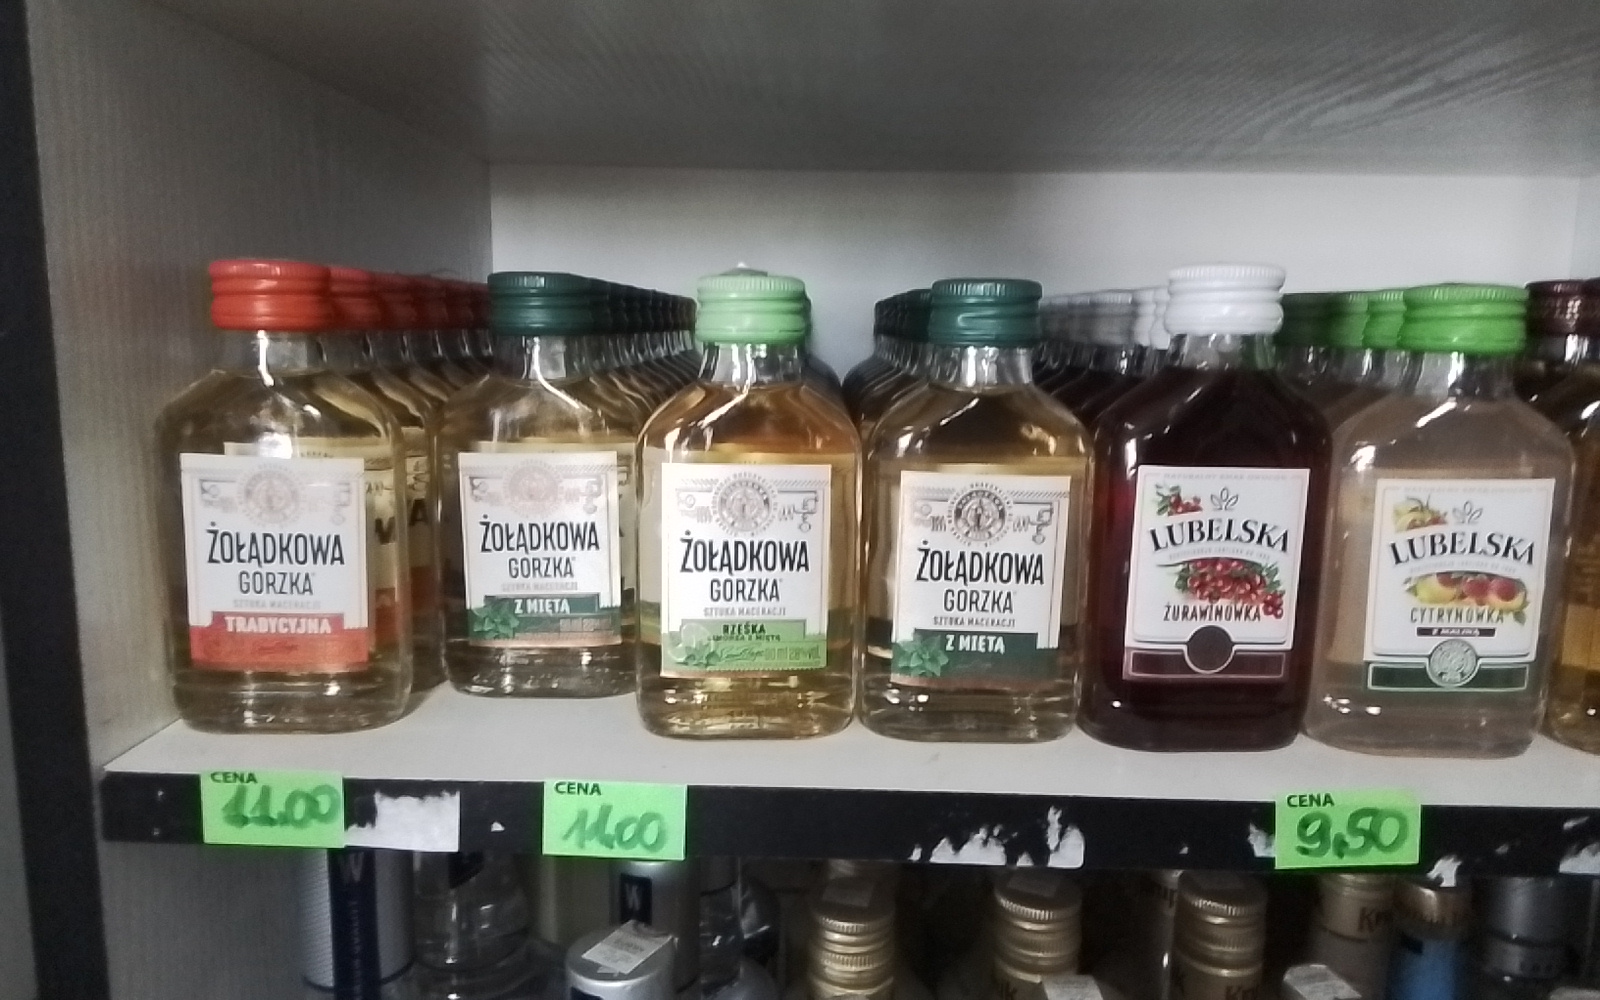 ŻOŁĄDKOWA
GORZKA
SZTUKA MACERACJI
TRADYCYJNA
ŻOŁĄDKOWA
GORZKA
SZTUKA MACERACJI
Z MIĘTĄ
ŻOŁĄDKOWA
GORZKA
SZTUKA MACERACJI
RZEŚKA
LIMONKA Z MIĘTĄ
ŻOŁĄDKOWA
GORZKA
SZTUKA MACERACJI
Z MIĘTĄ
LUBELSKA
ŻURAWINÓWKA
LUBELSKA
CYTRYNÓWKA
Z MALINĄ
CENA
11.00
CENA
11.00
CENA
9,50
W
W